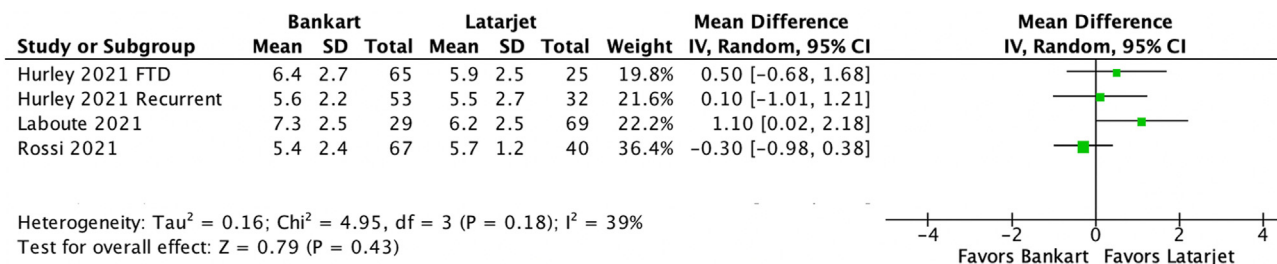 Bankart Latarjet Mean Difference Mean Difference
Study or Subgroup Mean SD Total Mean SD Total Weight IV, Random, 95% CI IV, Random, 95% CI
Hurley 2021 FTD 6.4 2.7 65 5.9 2.5 25 19.8% 0.50 [−0.68, 1.68]
Hurley 2021 Recurrent 5.6 2.2 53 5.5 2.7 32 21.6% 0.10 [−1.01, 1.21]
Laboute 2021 7.3 2.5 29 6.2 2.5 69 22.2% 1.10 [0.02, 2.18]
Rossi 2021 5.4 2.4 67 5.7 1.2 40 36.4% −0.30 [−0.98, 0.38]
Heterogeneity: Tau² = 0.16; Chi² = 4.95, df = 3 (P = 0.18); I² = 39%
Test for overall effect: Z = 0.79 (P = 0.43)
−4 −2 0 2 4
Favors Bankart Favors Latarjet